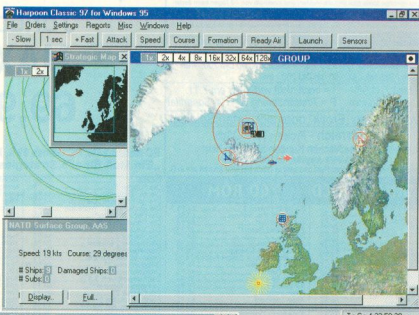 Harpoon Classic 97 for Windows 95
File Orders Settings Reports Misc Windows Help
- Slow 1 sec + Fast Attack Speed Course Formation Ready Air Launch Sensors
Strategic Map
1x 2x
1x 2x 4x 8x 16x 32x 64x 128x GROUP
NATO Surface Group, AAS
Speed: 19 kts Course: 29 degrees
# Ships: Damaged Ships:
# Subs:
Display.. Full..